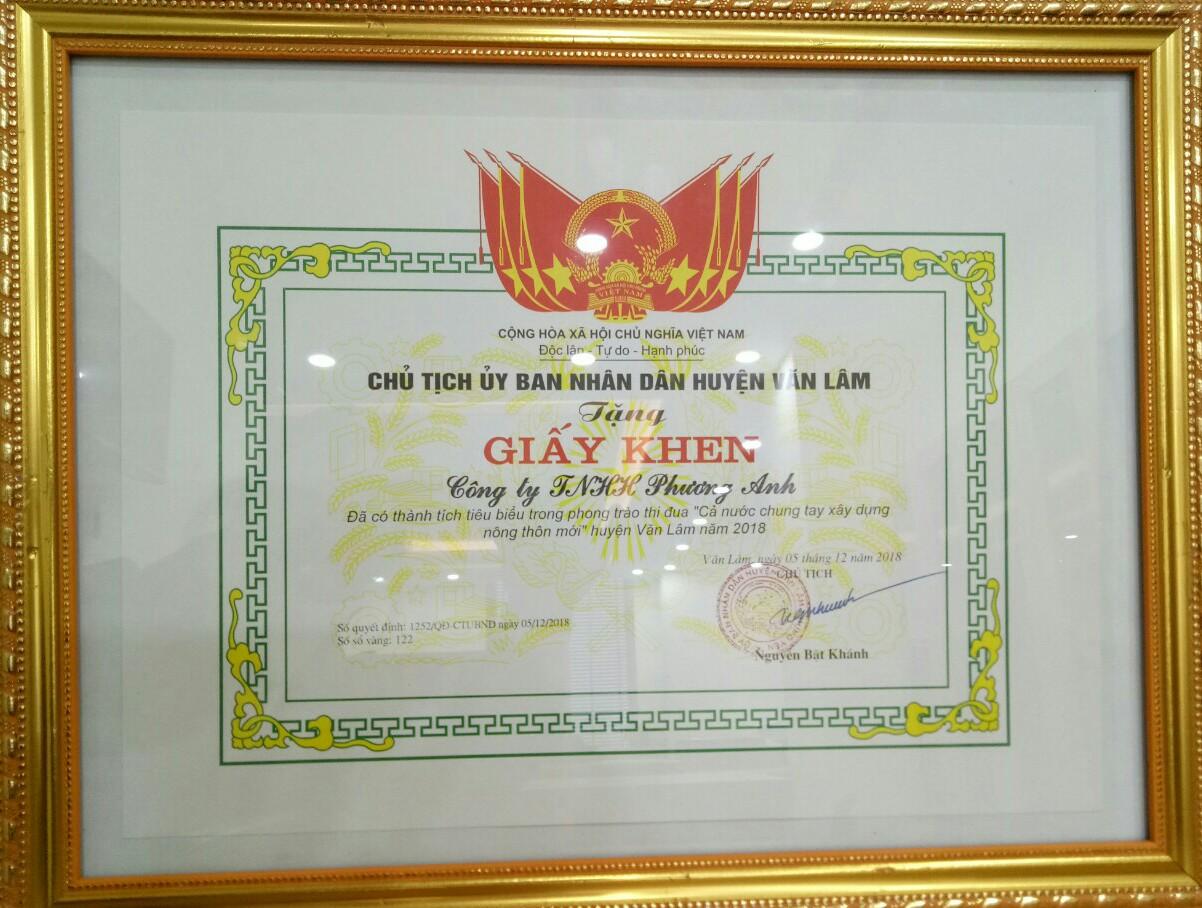 VIỆT NAM
CỘNG HÒA XÃ HỘI CHỦ NGHĨA VIỆT NAM
Độc lập - Tự do - Hạnh phúc
CHỦ TỊCH ỦY BAN NHÂN DÂN HUYỆN VĂN LÂM
Tặng
GIẤY KHEN
Công ty TNHH Phương Anh
Đã có thành tích tiêu biểu trong phong trào thi đua "Cả nước chung tay xây dựng
nông thôn mới" huyện Văn Lâm năm 2018
Văn Lâm, ngày 05 tháng 12 năm 2018
CHỦ TỊCH
Số quyết định: 1252/QĐ-CTUBND ngày 05/12/2018
Số sổ vàng: 122
Nguyễn Bật Khánh